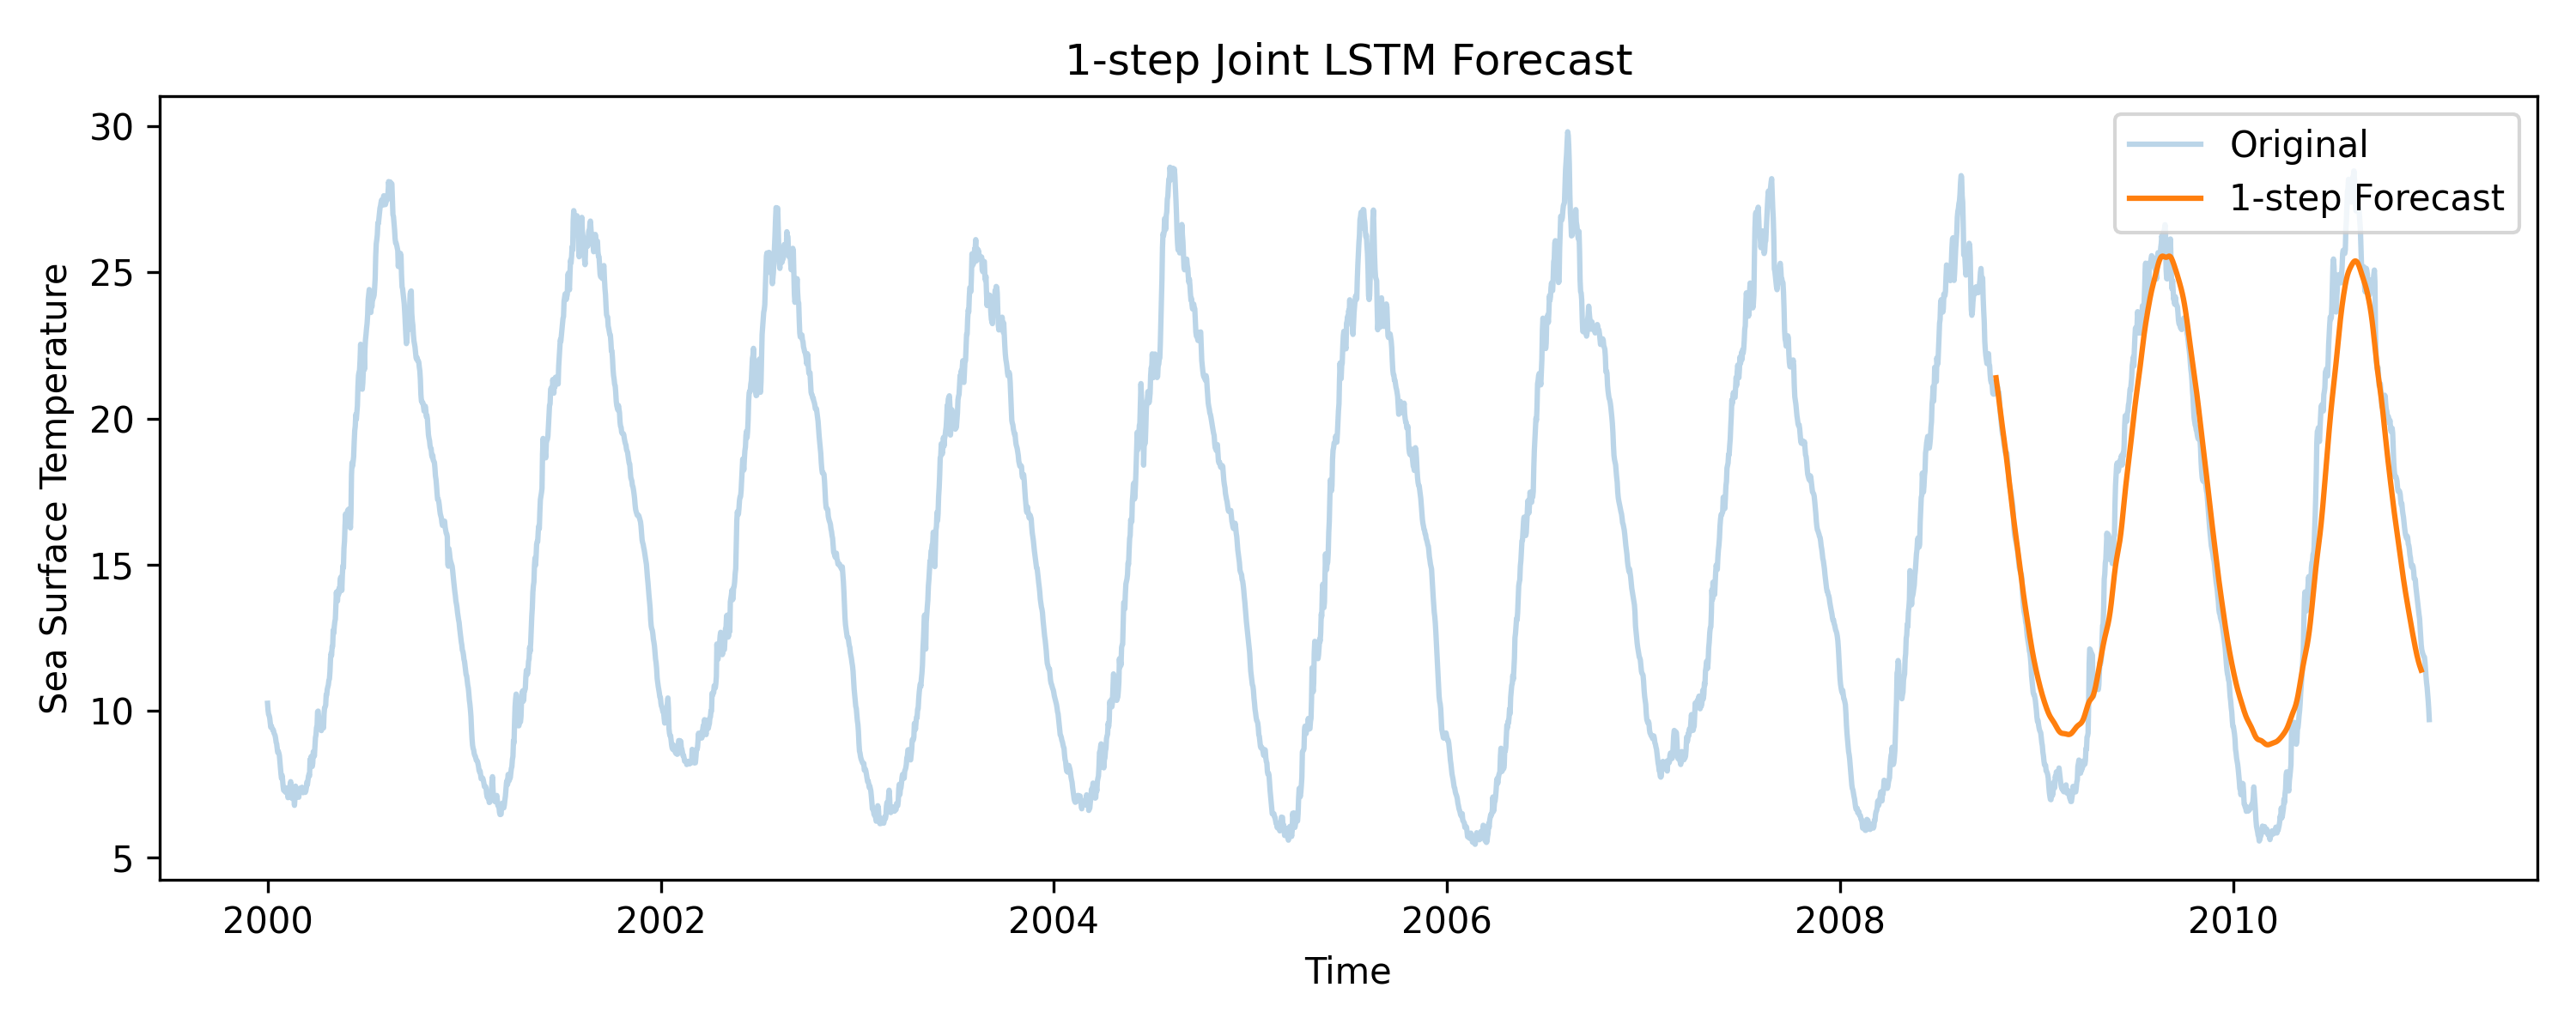 1-step Joint LSTM Forecast
30
25
20
15
10
5
Sea Surface Temperature
Original
1-step Forecast
2000 2002 2004 2006 2008 2010
Time